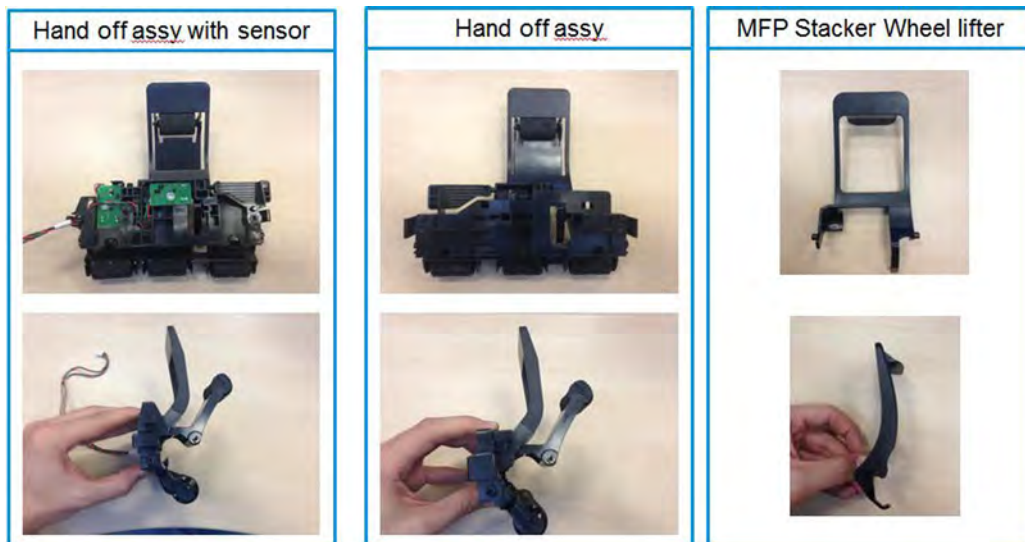 Hand off assy with sensor
Hand off assy
MFP Stacker Wheel lifter